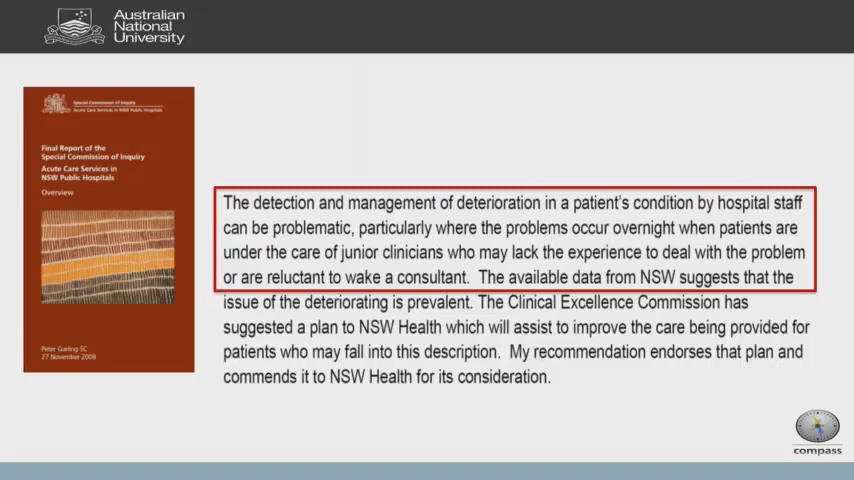 Australian
National
University
Special Commission of Inquiry
Acute Care Services in NSW Public Hospitals
Final Report of the
Special Commission of Inquiry
Acute Care Services in
NSW Public Hospitals
Overview
Peter Garling SC
27 November 2008
The detection and management of deterioration in a patient's condition by hospital staff
can be problematic, particularly where the problems occur overnight when patients are
under the care of junior clinicians who may lack the experience to deal with the problem
or are reluctant to wake a consultant. The available data from NSW suggests that the
issue of the deteriorating is prevalent. The Clinical Excellence Commission has
suggested a plan to NSW Health which will assist to improve the care being provided for
patients who may fall into this description. My recommendation endorses that plan and
commends it to NSW Health for its consideration.
compass